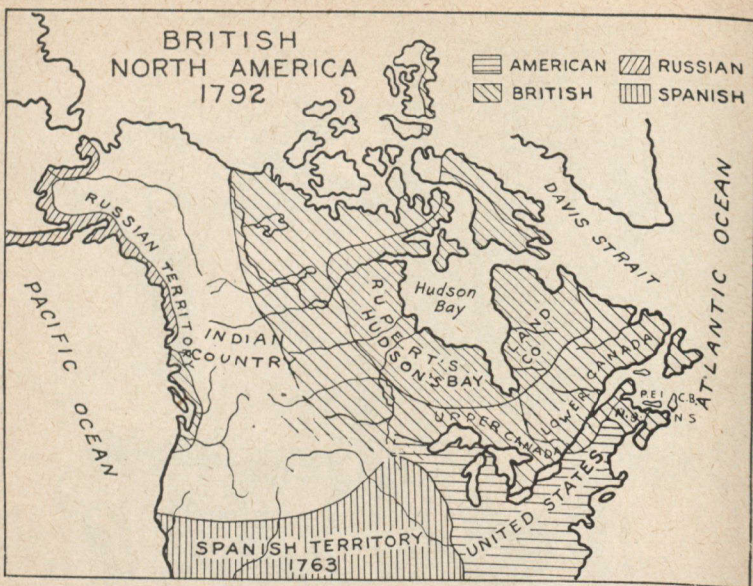 BRITISH
NORTH AMERICA
1792
AMERICAN
RUSSIAN
BRITISH
SPANISH
RUSSIAN TERRITORY
DAVIS STRAIT
ATLANTIC OCEAN
PACIFIC OCEAN
Hudson
Bay
INDIAN
COUNTRY
RUPERT'S
LAND
HUDSON'S BAY
CO.
UPPER CANADA
LOWER CANADA
P.E.I
C.B.
N.B.
N S
UNITED STATES
SPANISH TERRITORY
1763